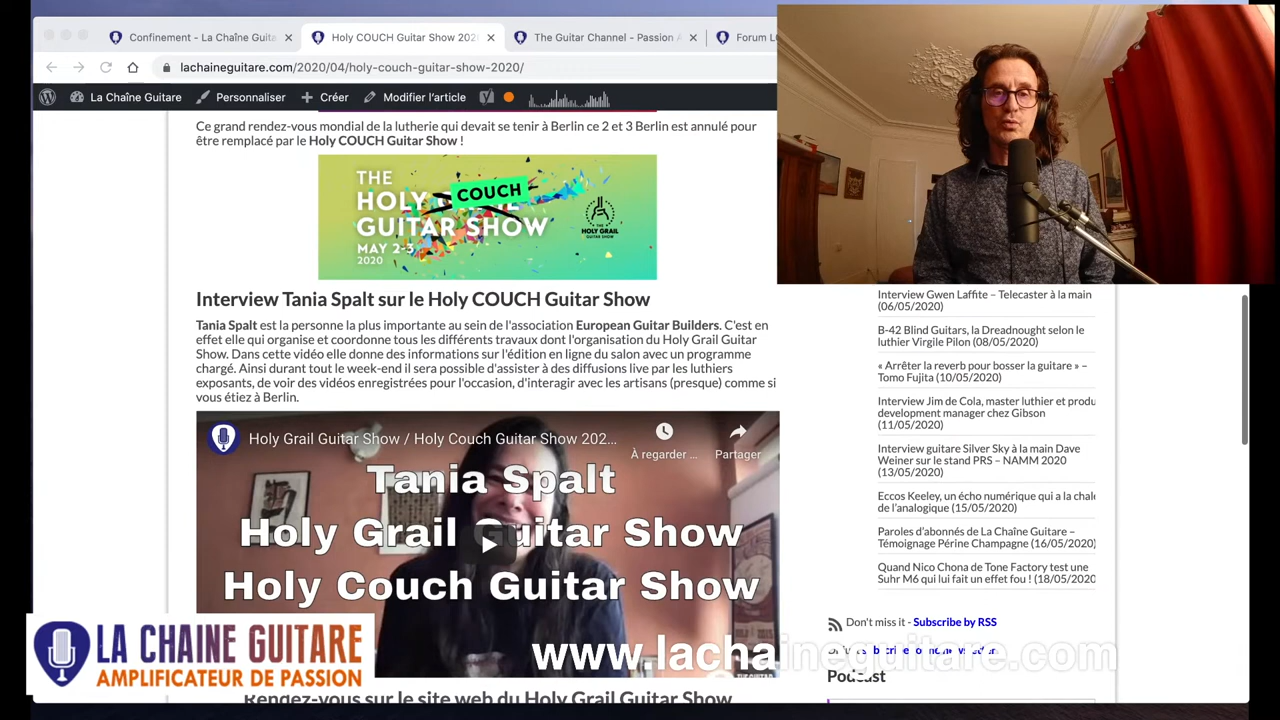 Confinement - La Chaîne Guita
Holy COUCH Guitar Show 202
The Guitar Channel - Passion A
Forum L
lachaineguitare.com/2020/04/holy-couch-guitar-show-2020/
La Chaîne Guitare
Personnaliser
Créer
Modifier l'article
Ce grand rendez-vous mondial de la lutherie qui devait se tenir à Berlin ce 2 et 3 Berlin est annulé pour
être remplacé par le Holy COUCH Guitar Show !
THE
HOLY COUCH
GUITAR SHOW
MAY 2-3
2020
THE
HOLY GRAIL
GUITAR SHOW
Interview Tania Spalt sur le Holy COUCH Guitar Show
Tania Spalt est la personne la plus importante au sein de l'association European Guitar Builders. C'est en
effet elle qui organise et coordonne tous les différents travaux dont l'organisation du Holy Grail Guitar
Show. Dans cette vidéo elle donne des informations sur l'édition en ligne du salon avec un programme
chargé. Ainsi durant tout le week-end il sera possible d'assister à des diffusions live par les luthiers
exposants, de voir des vidéos enregistrées pour l'occasion, d'interagir avec les artisans (presque) comme si
vous étiez à Berlin.
Holy Grail Guitar Show / Holy Couch Guitar Show 202...
À regarder ...
Partager
Tania Spalt
Holy Grail Guitar Show
Holy Couch Guitar Show
Rendez-vous sur le site web du Holy Grail Guitar Show
Interview Gwen Laffite – Telecaster à la main
(06/05/2020)
B-42 Blind Guitars, la Dreadnought selon le
luthier Virgile Pilon (08/05/2020)
« Arrêter la reverb pour bosser la guitare » –
Tomo Fujita (10/05/2020)
Interview Jim de Cola, master luthier et produ
development manager chez Gibson
(11/05/2020)
Interview guitare Silver Sky à la main Dave
Weiner sur le stand PRS – NAMM 2020
(13/05/2020)
Eccos Keeley, un écho numérique qui a la chale
de l'analogique (15/05/2020)
Paroles d'abonnés de La Chaîne Guitare –
Témoignage Périne Champagne (16/05/2020)
Quand Nico Chona de Tone Factory test une
Suhr M6 qui lui fait un effet fou ! (18/05/2020
Don't miss it - Subscribe by RSS
Podcast
LA CHAINE GUITARE
AMPLIFICATEUR DE PASSION
www.lachaineguitare.com